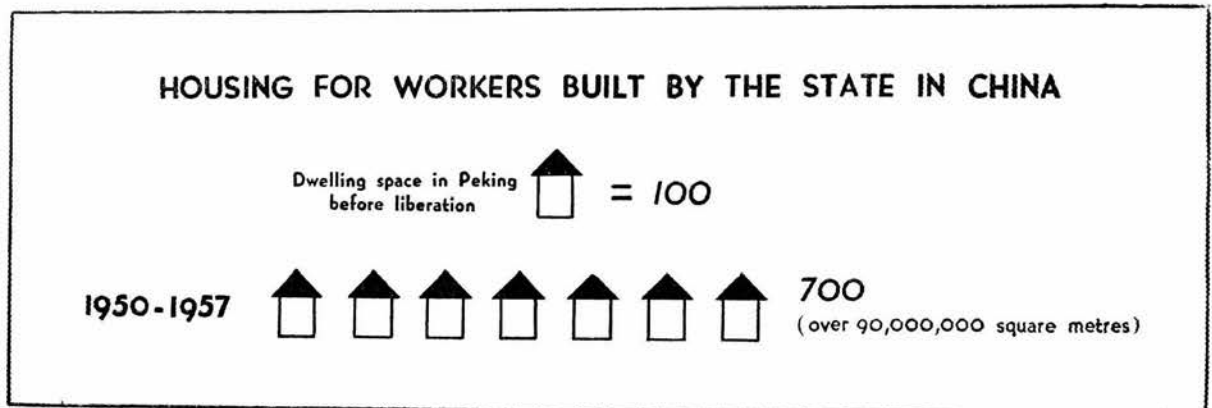 HOUSING FOR WORKERS BUILT BY THE STATE IN CHINA
Dwelling space in Peking
before liberation
= 100
1950-1957
700
(over 90,000,000 square metres)